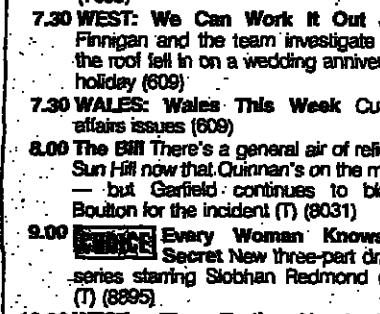 7.30 WEST: We Can Work It Out
Finnigan and the team investigate
the roof fell in on a wedding anniver
holiday (609)
7.30 WALES: Wales This Week Cu
affairs issues (609)
8.00 The Bill There's a general air of reli
Sun Hill now that Quinnan's on the m
— but Garfield continues to bl
Boulton for the incident (T) (8031)
9.00 CHOICE Every Woman Knows
Secret New three-part dr
series starring Siobhan Redmond
(T) (8895)